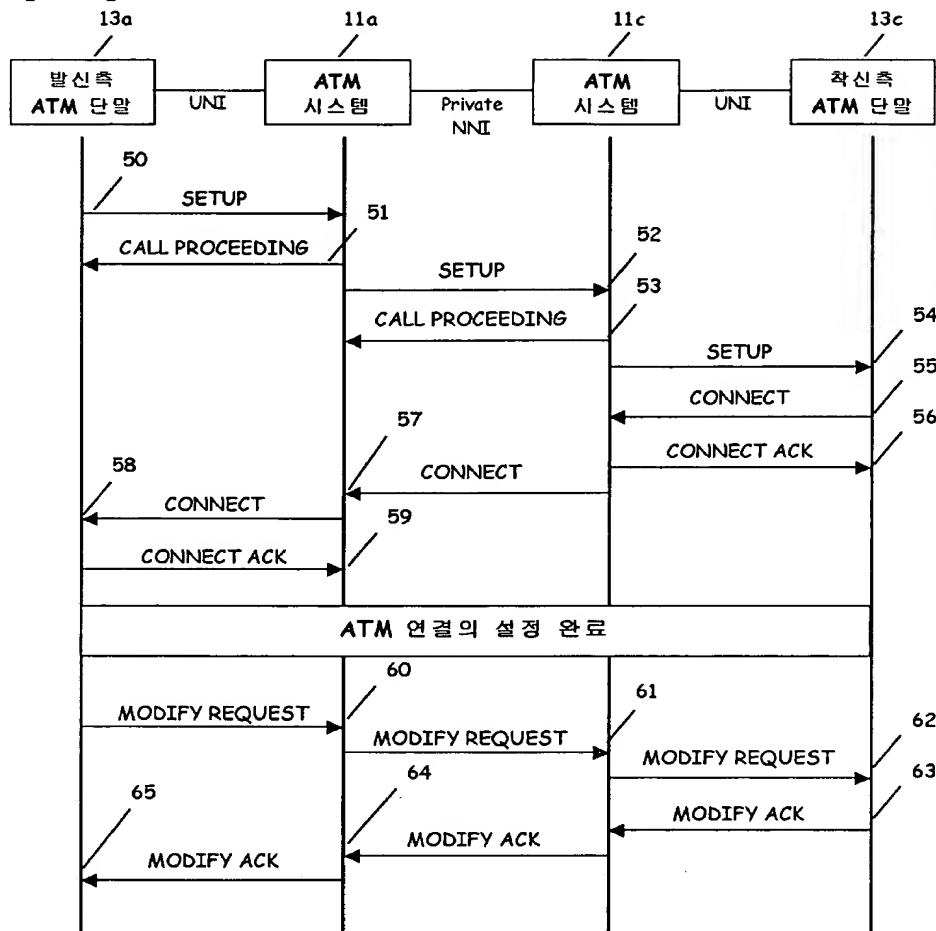 13a
11a
11c
13c
발신측
ATM 단말
UNI
ATM
시스템
Private
NNI
ATM
시스템
UNI
착신측
ATM 단말
50
SETUP
51
CALL PROCEEDING
52
SETUP
53
CALL PROCEEDING
54
SETUP
55
CONNECT
56
CONNECT ACK
57
CONNECT
58
CONNECT
59
CONNECT ACK
ATM 연결의 설정 완료
60
MODIFY REQUEST
61
MODIFY REQUEST
62
MODIFY REQUEST
63
MODIFY ACK
64
MODIFY ACK
65
MODIFY ACK